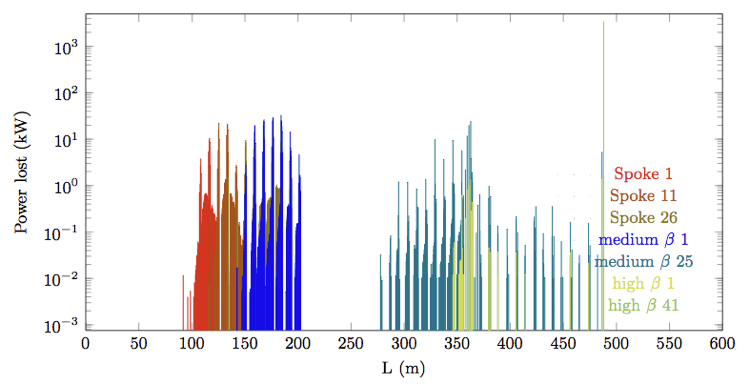 10³
10²
10¹
10⁰
10⁻¹
10⁻²
10⁻³
Power lost (kW)
Spoke 1
Spoke 11
Spoke 26
medium β 1
medium β 25
high β 1
high β 41
0 50 100 150 200 250 300 350 400 450 500 550 600
L (m)